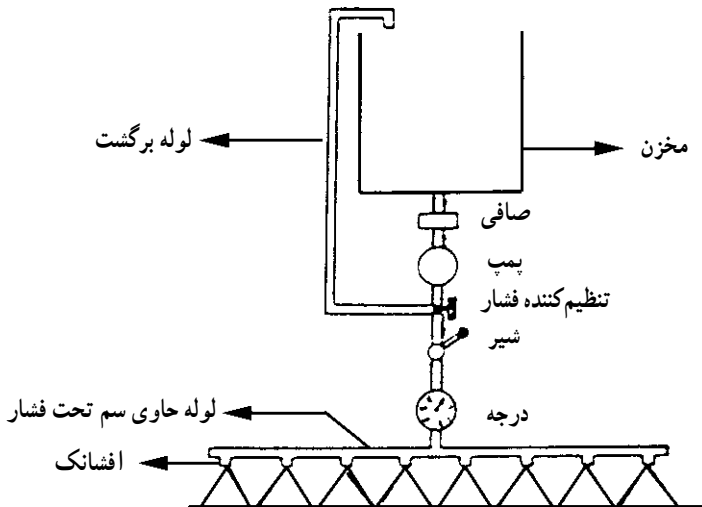 لوله برگشت
مخزن
صافی
پمپ
تنظیم‌کننده فشار
شیر
درجه
لوله حاوی سم تحت فشار
افشانک